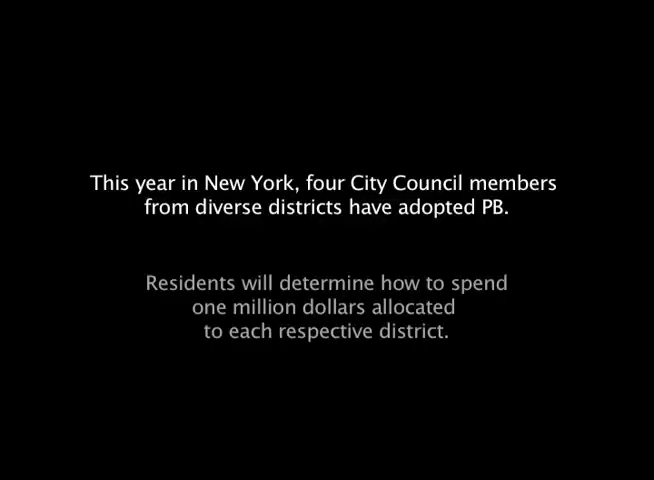 This year in New York, four City Council members
from diverse districts have adopted PB.
Residents will determine how to spend
one million dollars allocated
to each respective district.